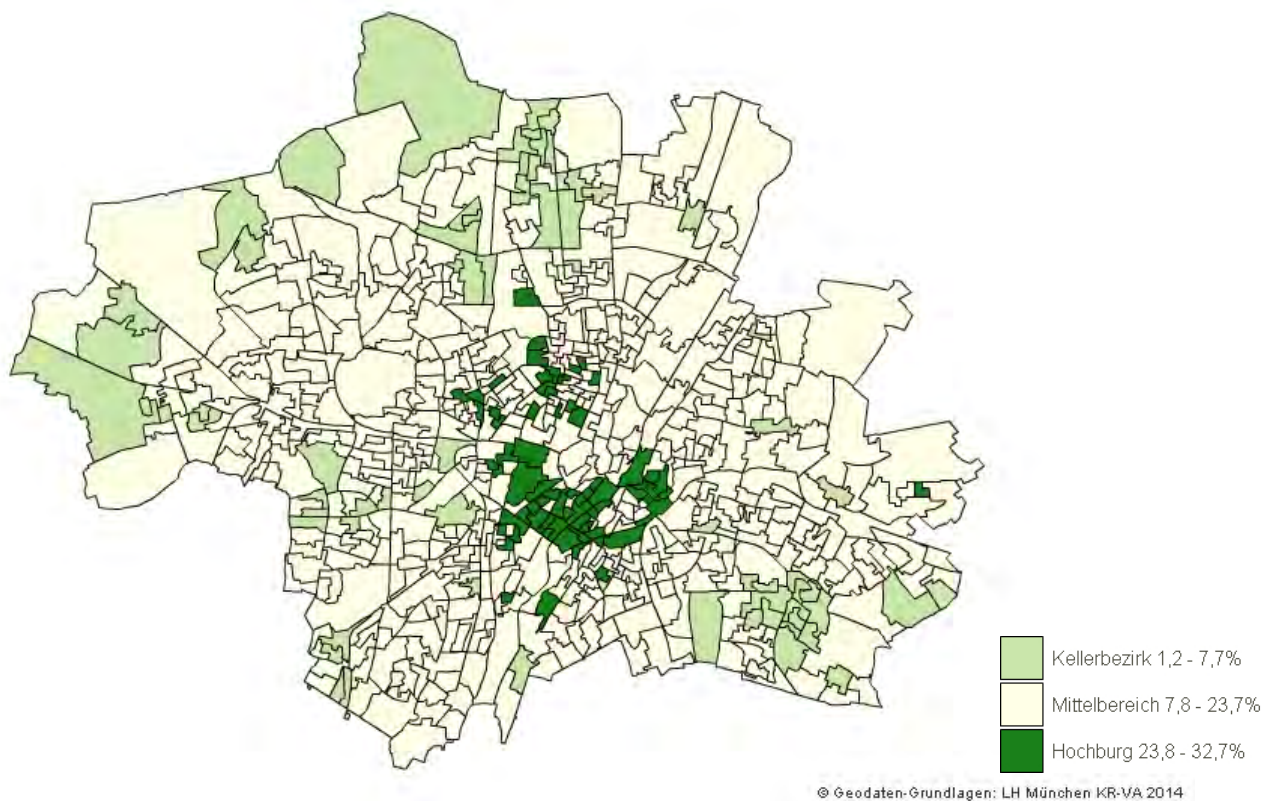 Kellerbezirk 1,2 - 7,7%
Mittelbereich 7,8 - 23,7%
Hochburg 23,8 - 32,7%
© Geodaten-Grundlagen: LH München KR-VA 2014